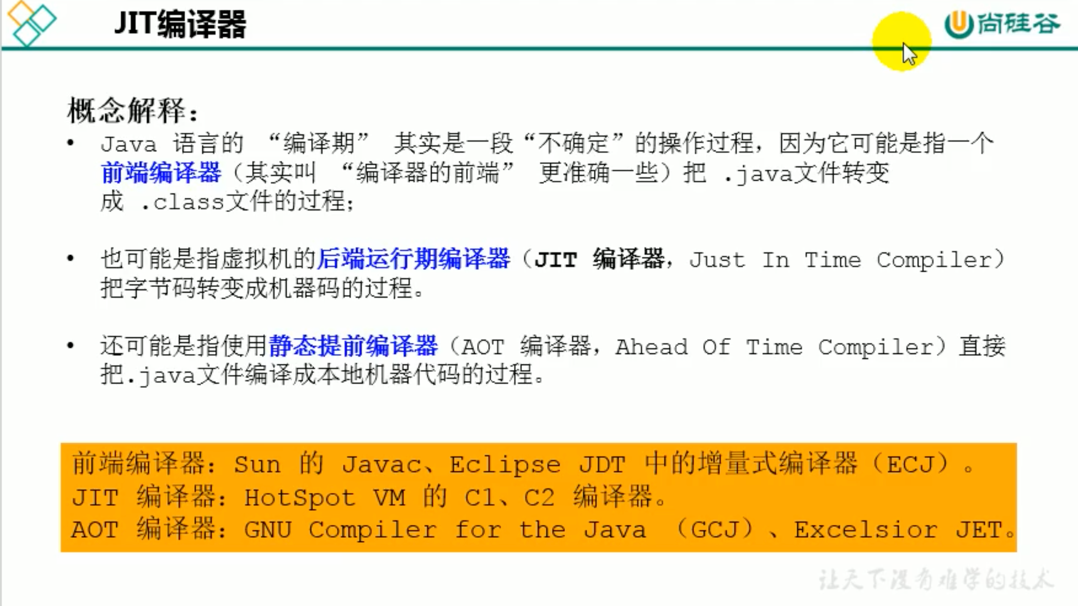 JIT编译器
尚硅谷
概念解释：
• Java 语言的 “编译期” 其实是一段“不确定”的操作过程，因为它可能是指一个
前端编译器（其实叫 “编译器的前端” 更准确一些）把 .java文件转变
成 .class文件的过程；
• 也可能是指虚拟机的后端运行期编译器（JIT 编译器，Just In Time Compiler）
把字节码转变成机器码的过程。
• 还可能是指使用静态提前编译器（AOT 编译器，Ahead Of Time Compiler）直接
把.java文件编译成本地机器代码的过程。
前端编译器：Sun 的 Javac、Eclipse JDT 中的增量式编译器（ECJ）。
JIT 编译器：HotSpot VM 的 C1、C2 编译器。
AOT 编译器：GNU Compiler for the Java （GCJ）、Excelsior JET。
让天下没有难学的技术